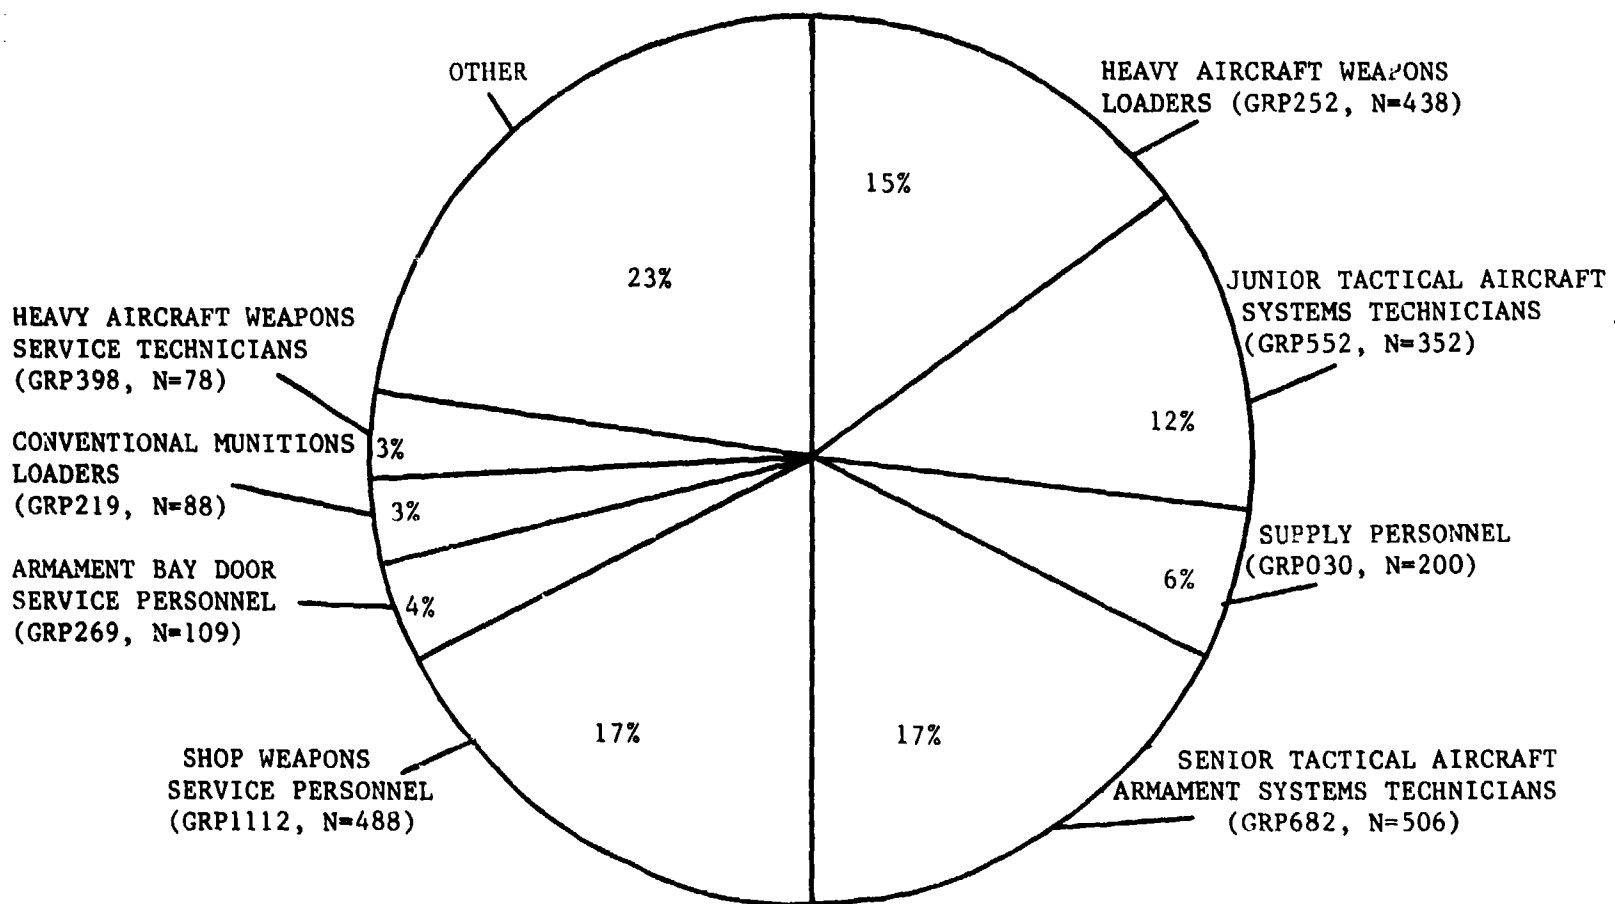 OTHER
23%
HEAVY AIRCRAFT WEAPONS
LOADERS (GRP252, N=438)
15%
JUNIOR TACTICAL AIRCRAFT
SYSTEMS TECHNICIANS
(GRP552, N=352)
12%
SUPPLY PERSONNEL
(GRP030, N=200)
6%
SENIOR TACTICAL AIRCRAFT
ARMAMENT SYSTEMS TECHNICIANS
(GRP682, N=506)
17%
SHOP WEAPONS
SERVICE PERSONNEL
(GRP1112, N=488)
17%
ARMAMENT BAY DOOR
SERVICE PERSONNEL
(GRP269, N=109)
4%
CONVENTIONAL MUNITIONS
LOADERS
(GRP219, N=88)
3%
HEAVY AIRCRAFT WEAPONS
SERVICE TECHNICIANS
(GRP398, N=78)
3%